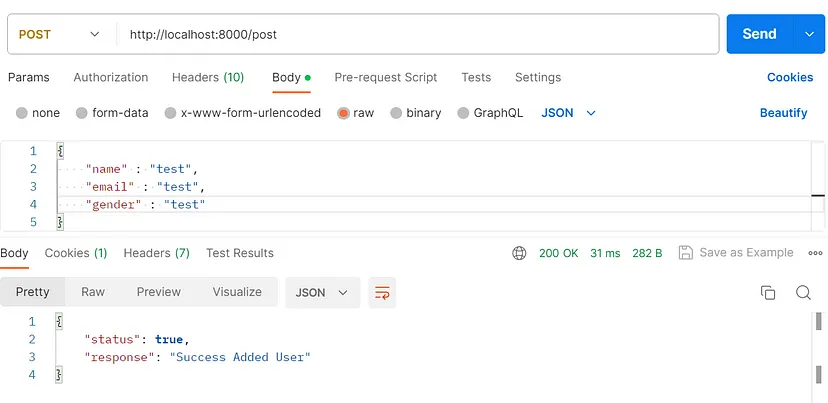 POST http://localhost:8000/post Send
Params Authorization Headers (10) Body Pre-request Script Tests Settings Cookies
none form-data x-www-form-urlencoded raw binary GraphQL JSON Beautify
1 {
2 "name" : "test",
3 "email" : "test",
4 "gender" : "test"
5 }
Body Cookies (1) Headers (7) Test Results 200 OK 31 ms 282 B Save as Example
Pretty Raw Preview Visualize JSON
1 {
2 "status": true,
3 "response": "Success Added User"
4 }